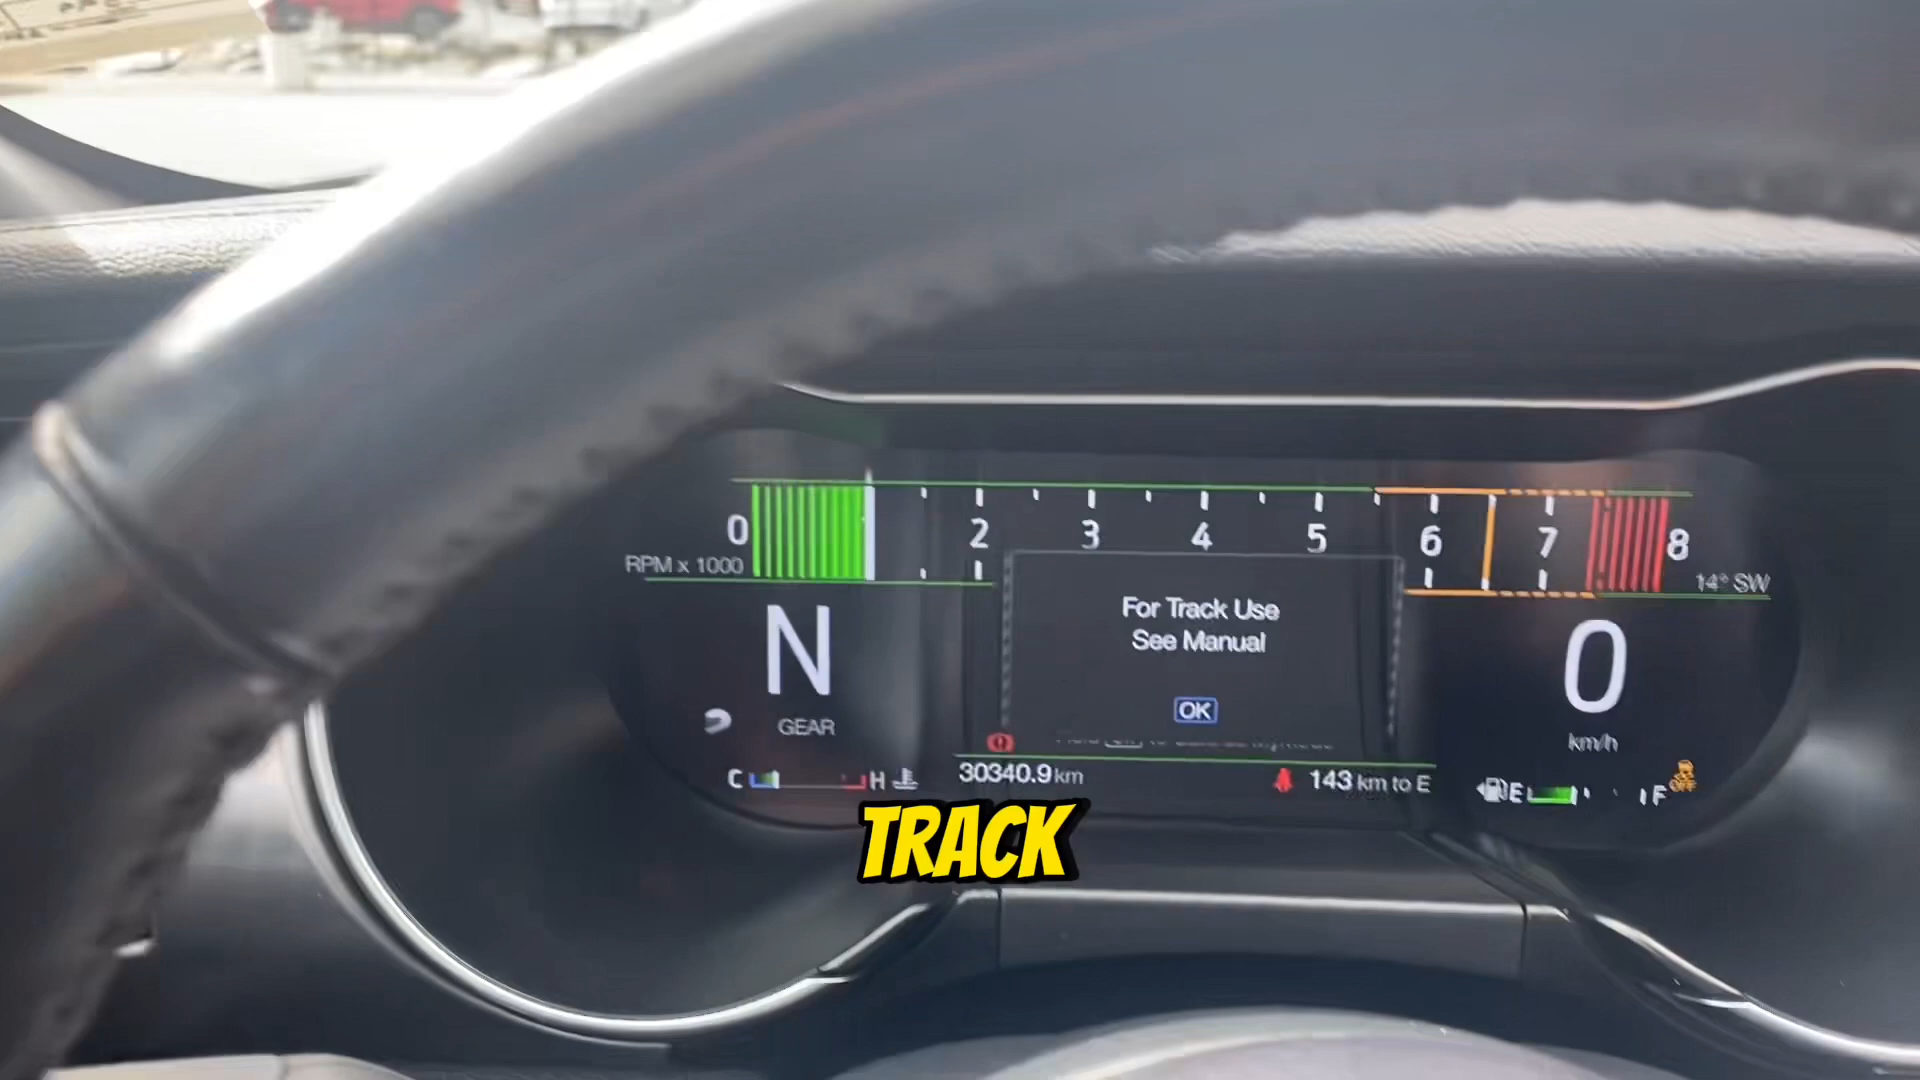 0 2 3 4 5 6 7 8
RPM x 1000
14° SW
For Track Use
See Manual
OK
N
GEAR
0
km/h
C H
30340.9 km
143 km to E
E F
OFF
TRACK